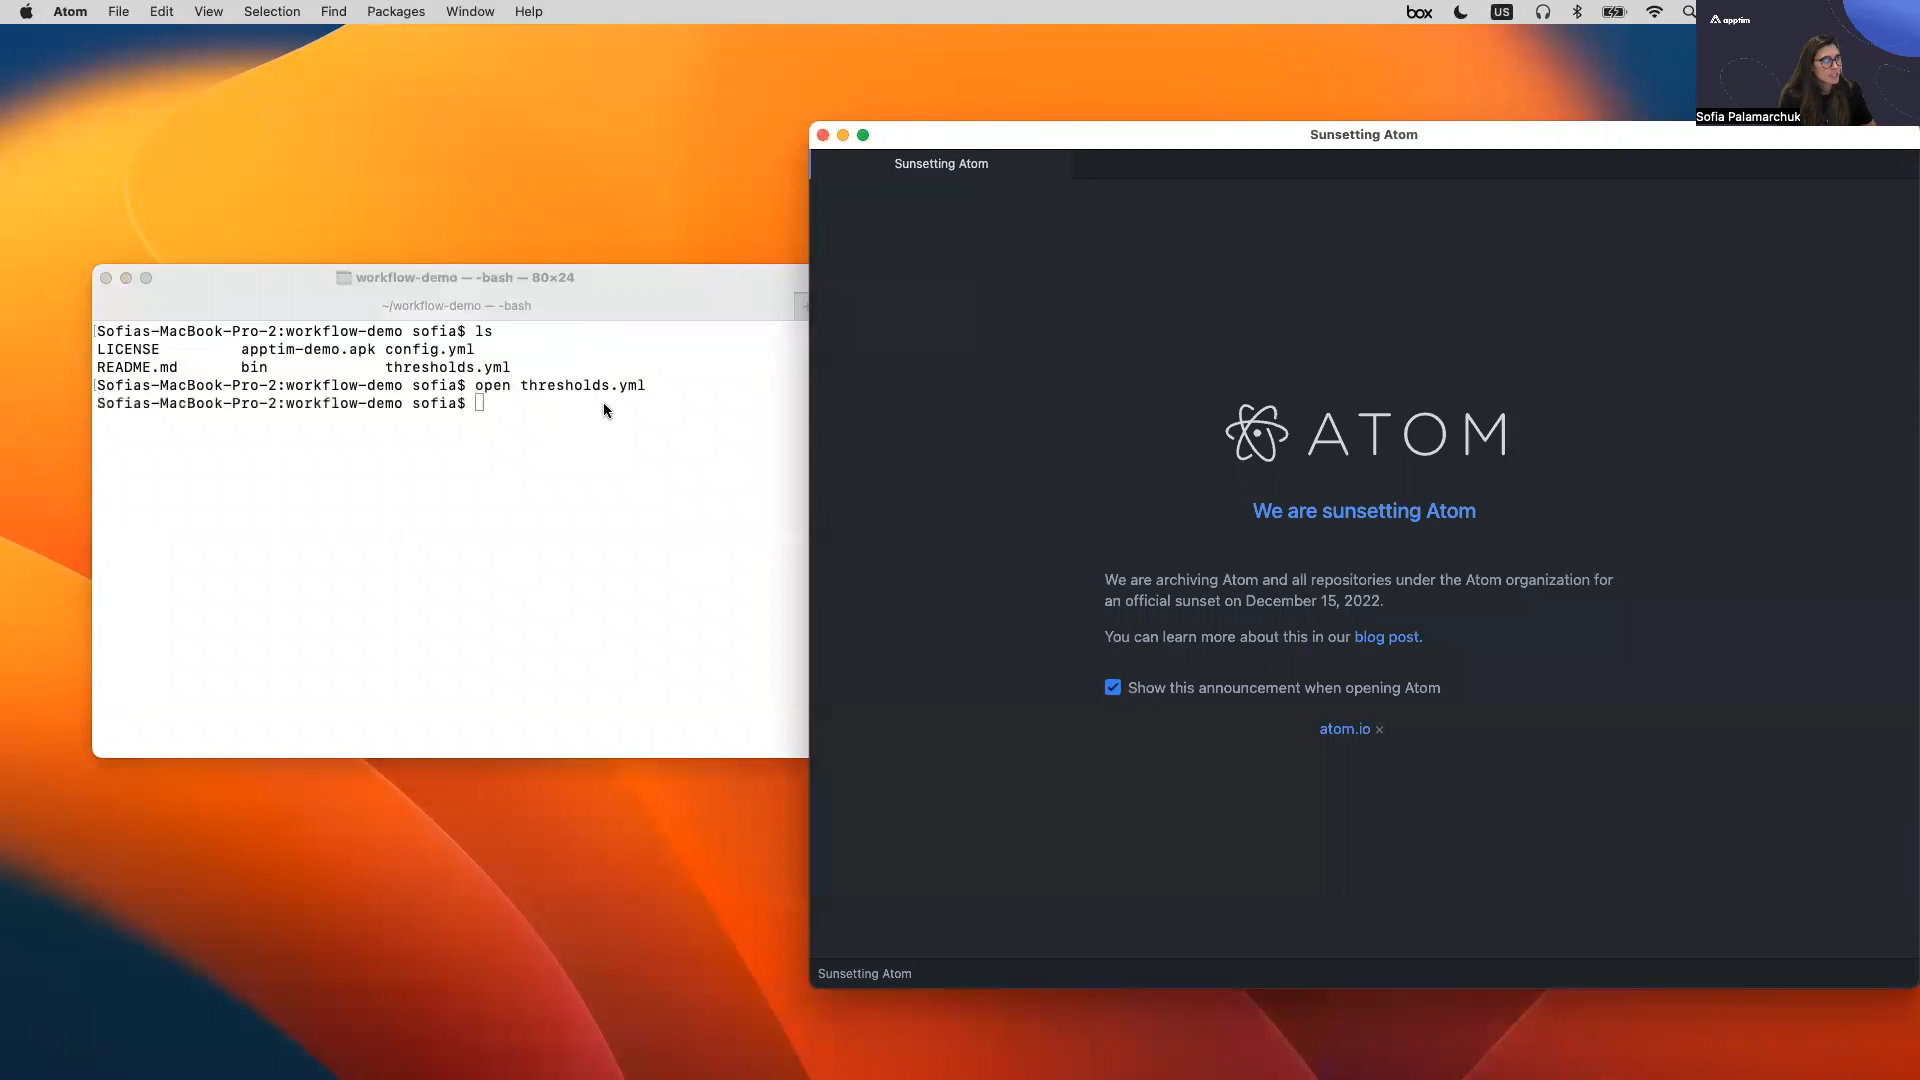 Atom File Edit View Selection Find Packages Window Help
box
US
apptim
Sofia Palamarchuk
workflow-demo — -bash — 80×24
~/workflow-demo — -bash
Sofias-MacBook-Pro-2:workflow-demo sofia$ ls
LICENSE apptim-demo.apk config.yml
README.md bin thresholds.yml
Sofias-MacBook-Pro-2:workflow-demo sofia$ open thresholds.yml
Sofias-MacBook-Pro-2:workflow-demo sofia$
Sunsetting Atom
Sunsetting Atom
ATOM
We are sunsetting Atom
We are archiving Atom and all repositories under the Atom organization for
an official sunset on December 15, 2022.
You can learn more about this in our blog post.
Show this announcement when opening Atom
atom.io ×
Sunsetting Atom